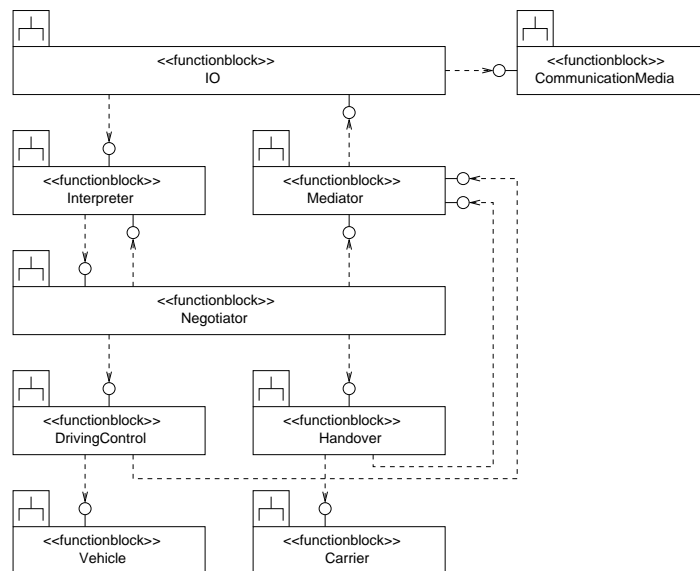 <<functionblock>>
IO
<<functionblock>>
CommunicationMedia
<<functionblock>>
Interpreter
<<functionblock>>
Mediator
<<functionblock>>
Negotiator
<<functionblock>>
DrivingControl
<<functionblock>>
Handover
<<functionblock>>
Vehicle
<<functionblock>>
Carrier